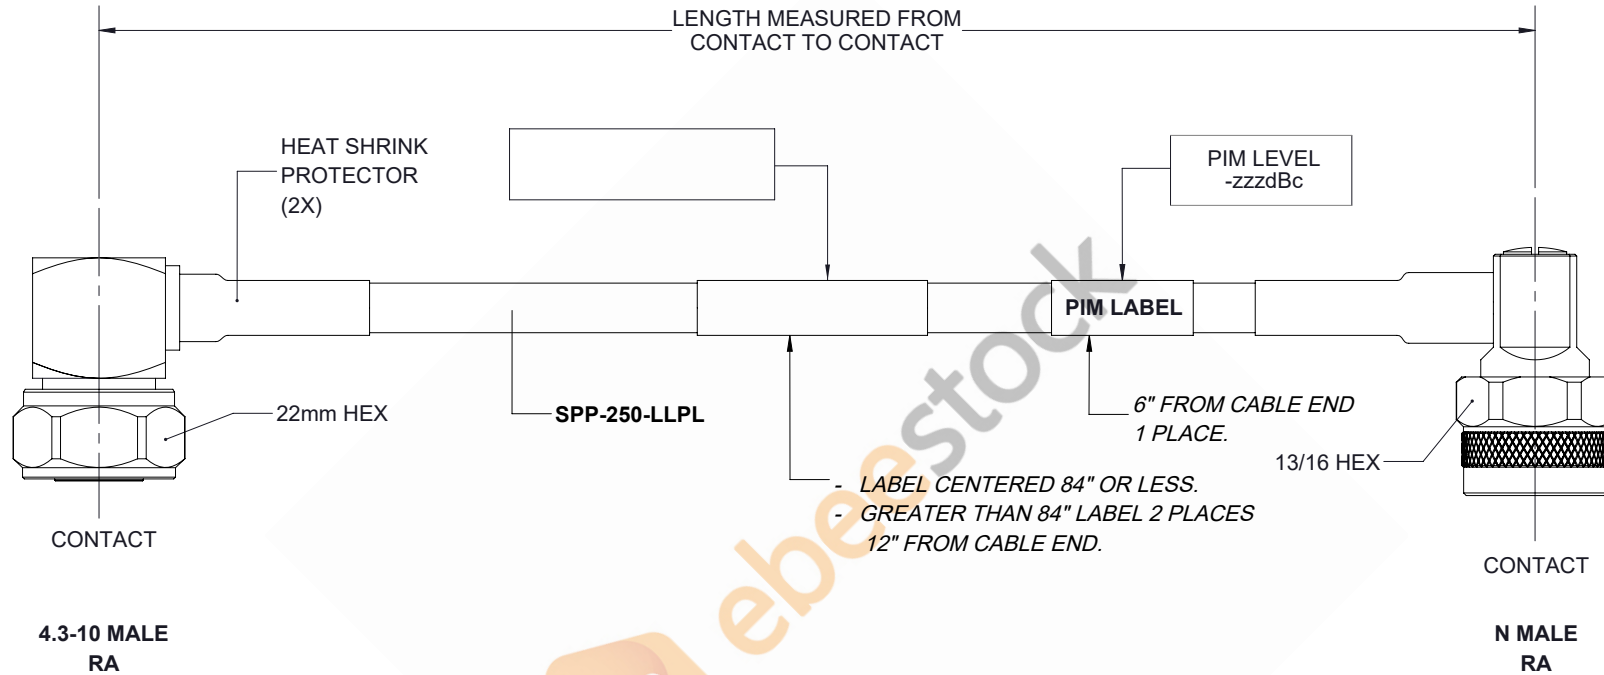 LENGTH MEASURED FROM
CONTACT TO CONTACT
HEAT SHRINK
PROTECTOR
(2X)
PIM LEVEL
-zzzdBc
PIM LABEL
22mm HEX
SPP-250-LLPL
6" FROM CABLE END
1 PLACE.
13/16 HEX
- LABEL CENTERED 84" OR LESS.
- GREATER THAN 84" LABEL 2 PLACES
12" FROM CABLE END.
CONTACT
CONTACT
4.3-10 MALE
RA
N MALE
RA
ebeestock